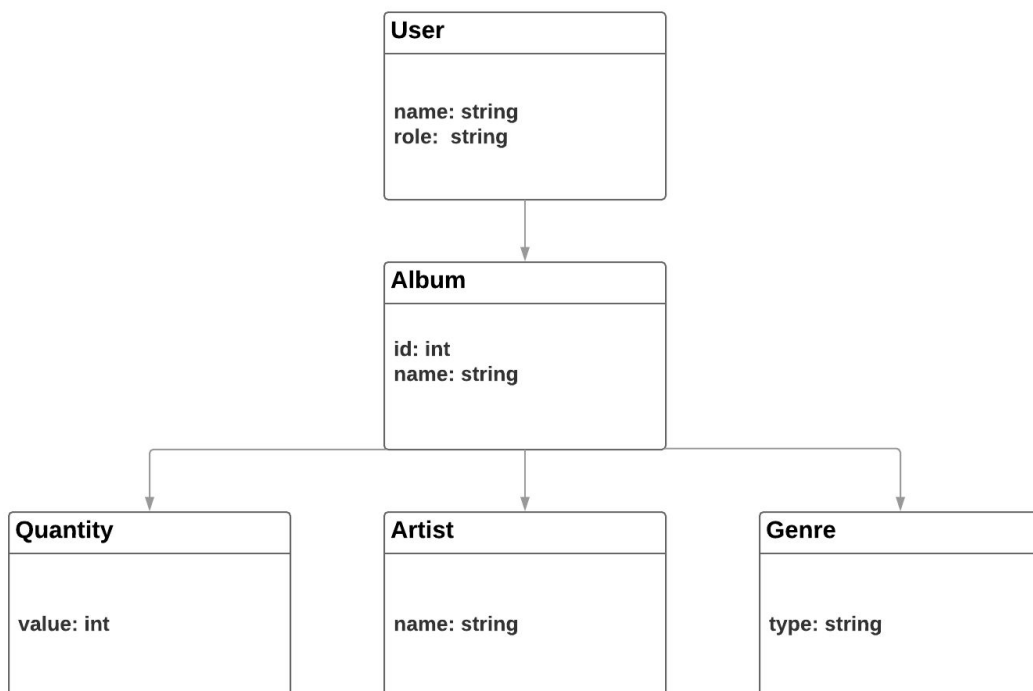 User
name: string
role:  string
Album
id: int
name: string
Quantity
value: int
Artist
name: string
Genre
type: string